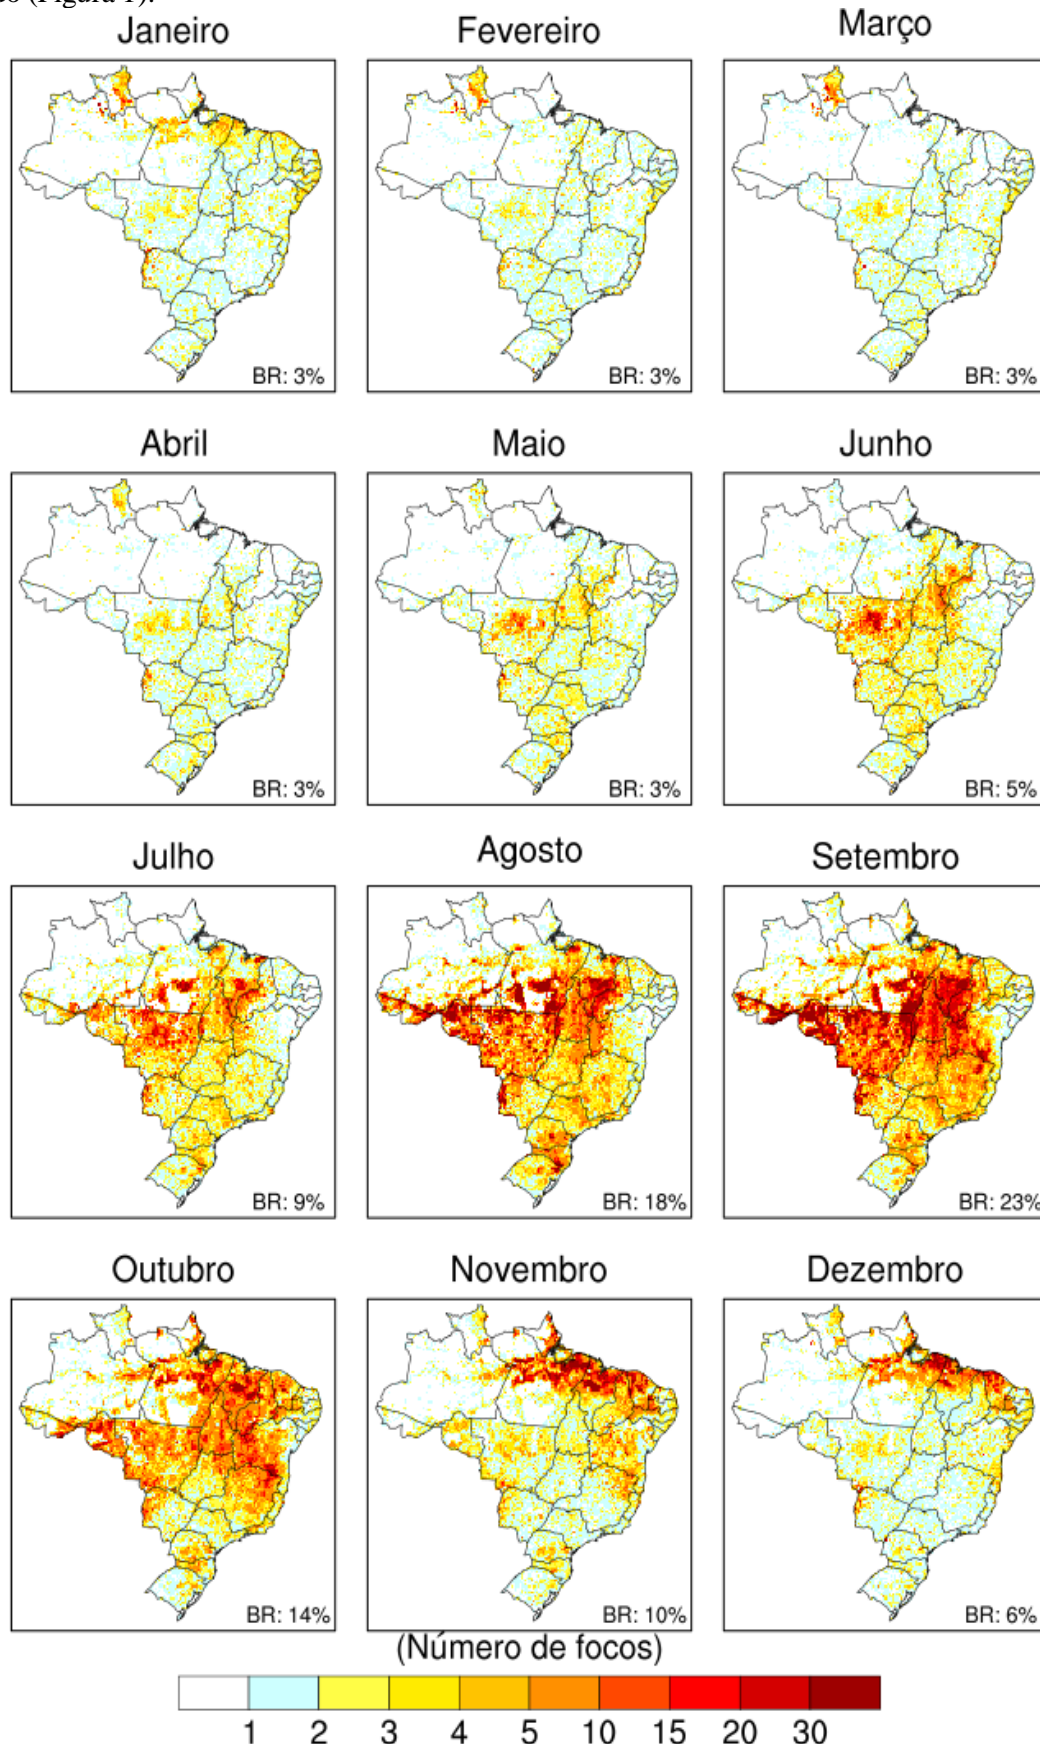 (Figura 1).
Janeiro
Fevereiro
Março
BR: 3%
BR: 3%
BR: 3%
Abril
Maio
Junho
BR: 3%
BR: 3%
BR: 5%
Julho
Agosto
Setembro
BR: 9%
BR: 18%
BR: 23%
Outubro
Novembro
Dezembro
BR: 14%
BR: 10%
BR: 6%
(Número de focos)
1 2 3 4 5 10 15 20 30